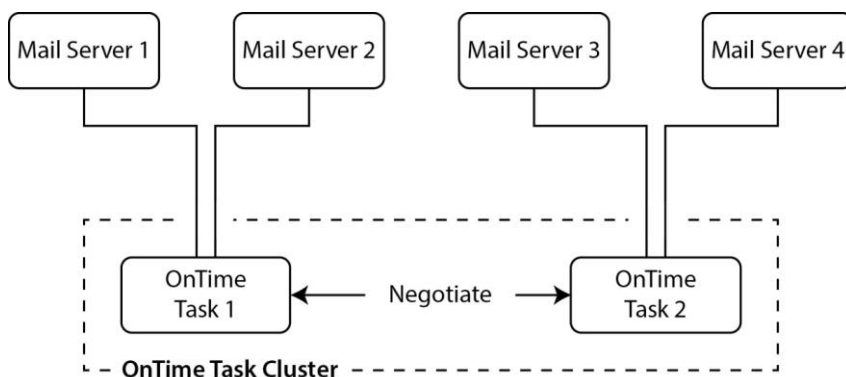 Mail Server 1
Mail Server 2
Mail Server 3
Mail Server 4
OnTime
Task 1
Negotiate
OnTime
Task 2
OnTime Task Cluster